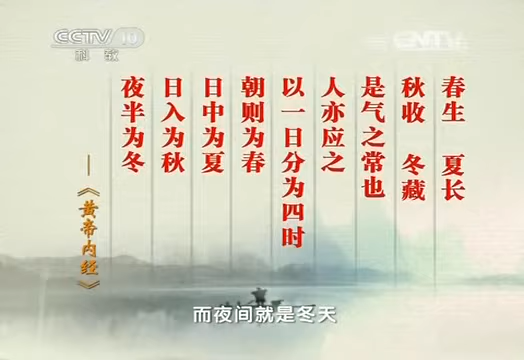 CCTV 10
科教
CNTV
春生 夏长
秋收 冬藏
是气之常也
人亦应之
以一日分为四时
朝则为春
日中为夏
日入为秋
夜半为冬
——《黄帝内经》
而夜间就是冬天